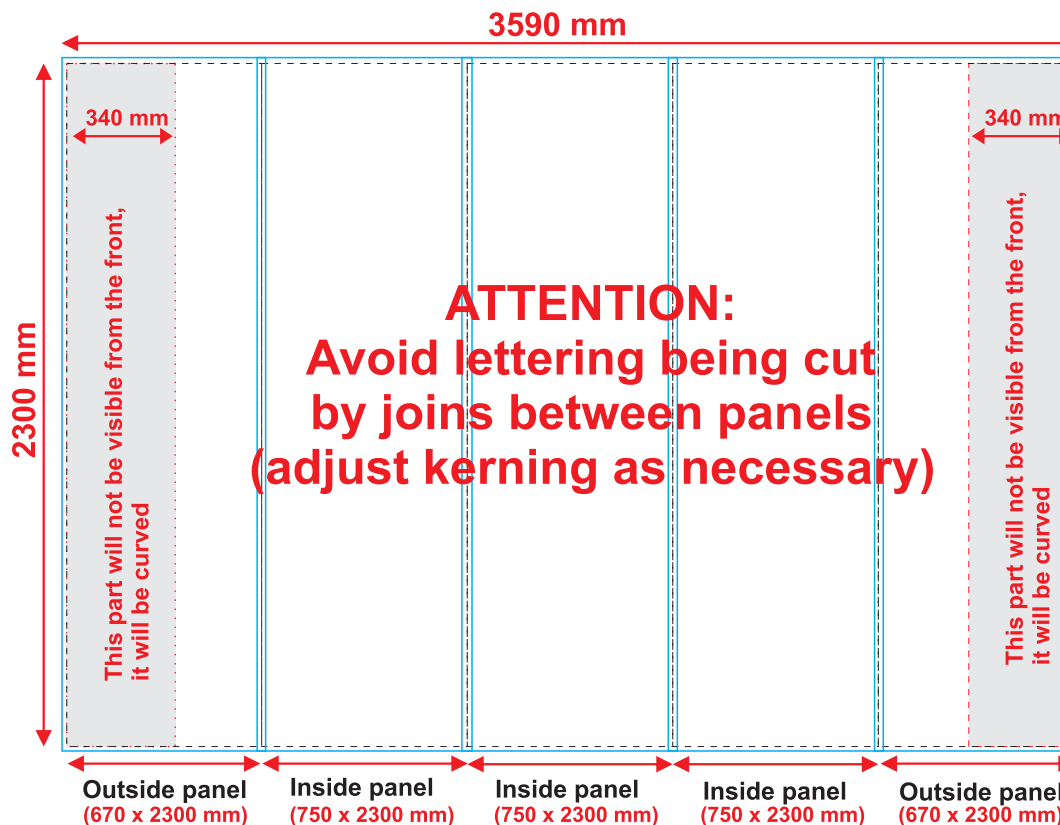 3590 mm
340 mm
340 mm
2300 mm
This part will not be visible from the front,
it will be curved
ATTENTION:
Avoid lettering being cut
by joins between panels
(adjust kerning as necessary)
This part will not be visible from the front,
it will be curved
Outside panel
(670 x 2300 mm)
Inside panel
(750 x 2300 mm)
Inside panel
(750 x 2300 mm)
Inside panel
(750 x 2300 mm)
Outside panel
(670 x 2300 mm)